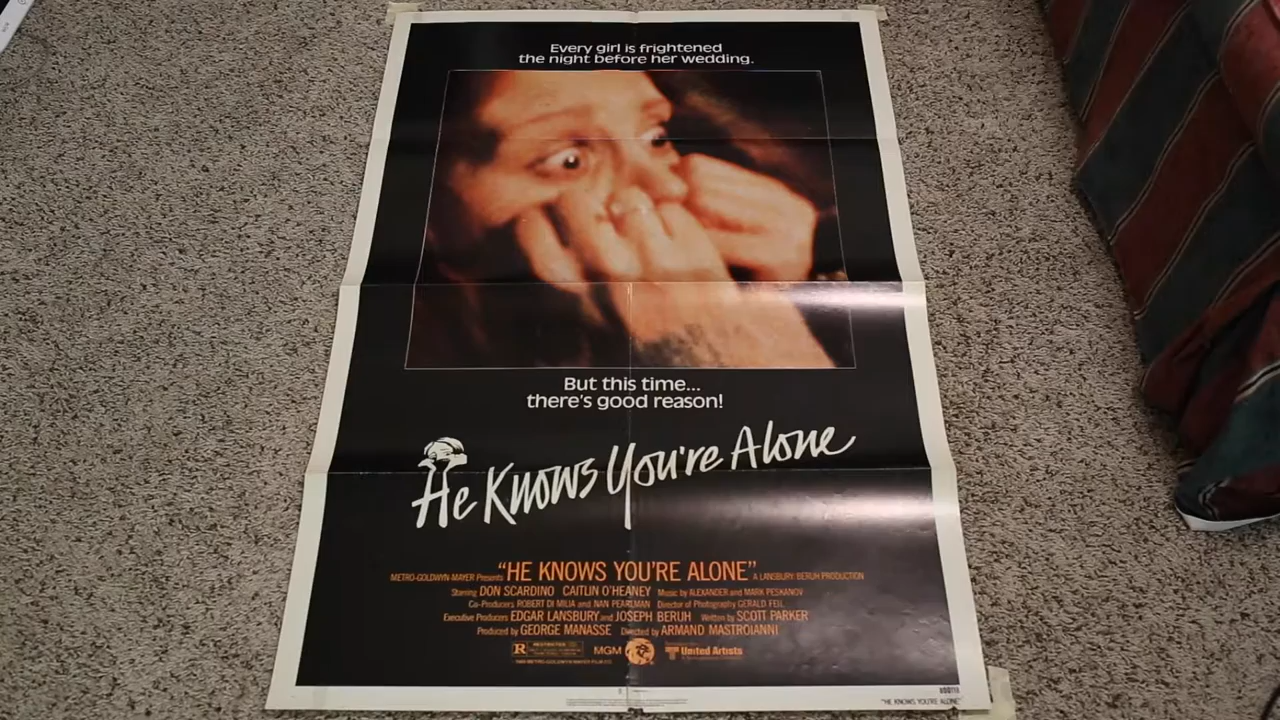 Every girl is frightened
the night before her wedding.
But this time...
there's good reason!
He Knows You're Alone
METRO-GOLDWYN-MAYER Presents "HE KNOWS YOU'RE ALONE" A LANSBURY/BERUH PRODUCTION
Starring DON SCARDINO CAITLIN O'HEANEY Music by ALEXANDER and MARK PESKANOV
Co-Producers ROBERT DI MILIA and NAN PEARLMAN Director of Photography GERALD FEIL
Executive Producers EDGAR LANSBURY and JOSEPH BERUH Written by SCOTT PARKER
Produced by GEORGE MANASSE Directed by ARMAND MASTROIANNI
R RESTRICTED MGM United Artists
"HE KNOWS YOU'RE ALONE"